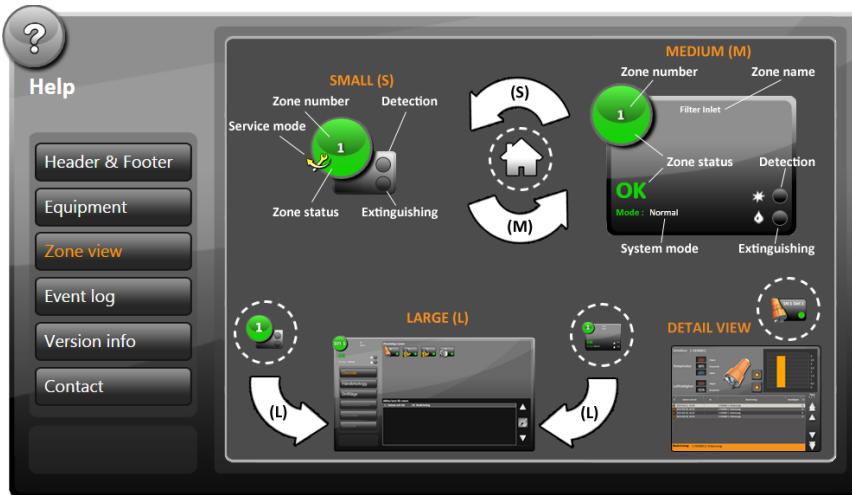 ?
Help
Header & Footer
Equipment
Zone view
Event log
Version info
Contact
SMALL (S)
Zone number
Detection
Service mode
1
Zone status
Extinguishing
(S)
(M)
MEDIUM (M)
Zone number
Zone name
1
Filter Inlet
Zone status
Detection
OK
Mode : Normal
System mode
Extinguishing
LARGE (L)
1
(L)
1
OK
(L)
DETAIL VIEW